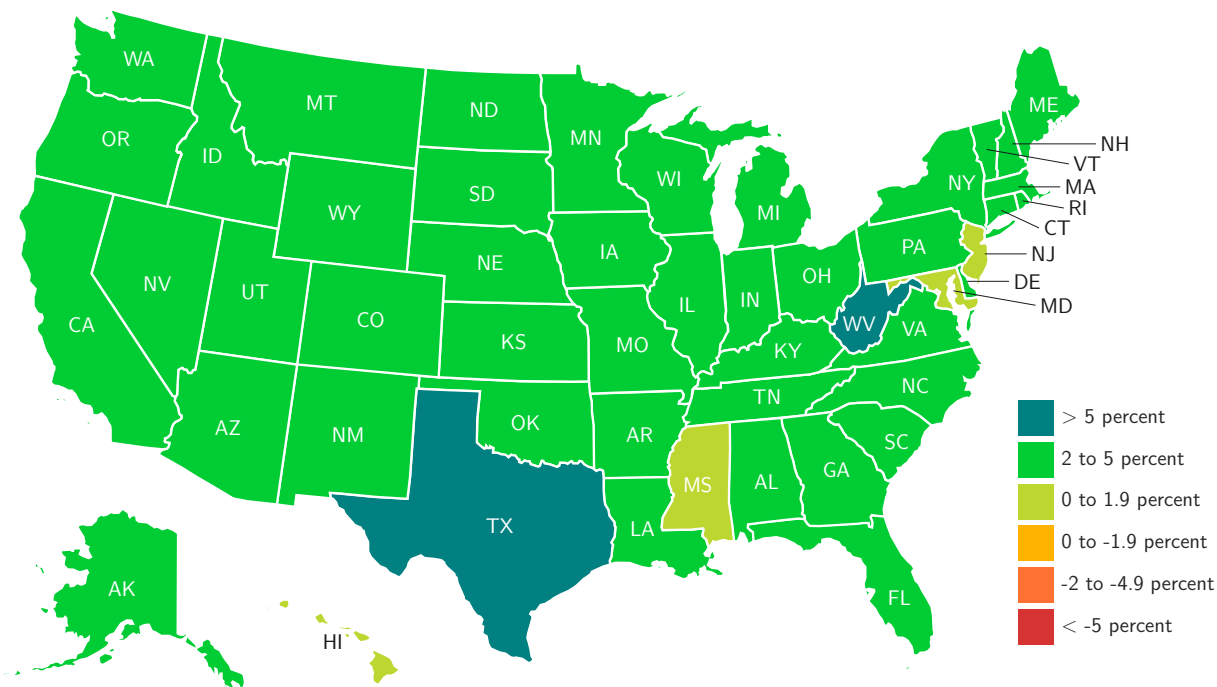 WA
MT
ND
MN
ME
OR
ID
SD
WI
NH
VT
NY
MA
RI
CT
WY
MI
PA
NJ
NE
IA
OH
NV
UT
IL
IN
DE
MD
CA
CO
KS
MO
WV
VA
KY
AZ
NM
OK
AR
TN
NC
SC
MS
AL
GA
TX
LA
AK
FL
HI
> 5 percent
2 to 5 percent
0 to 1.9 percent
0 to -1.9 percent
-2 to -4.9 percent
< -5 percent